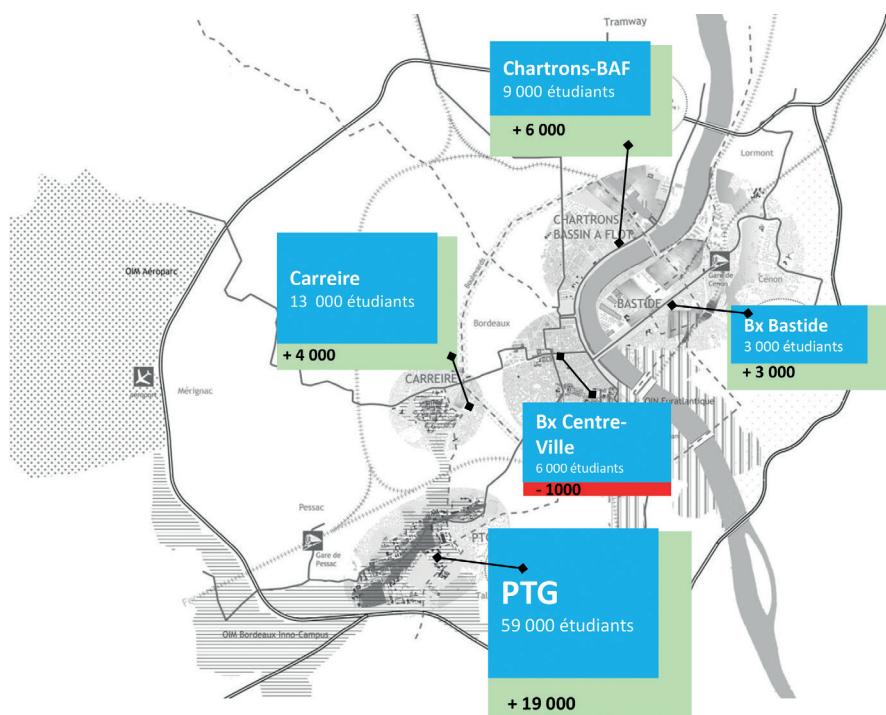 Tramway
Chartrons-BAF
9 000 étudiants
+ 6 000
Lormont
CHARTRONS
BASSIN A FLOT
Boulevards
OIM Aéroparc
Carreire
13 000 étudiants
+ 4 000
Gare de
Cenon
Cenon
BASTIDE
Bordeaux
Bx Bastide
3 000 étudiants
+ 3 000
CARREIRE
aéroport
Mérignac
OIN Euratlantique
Bx Centre-
Ville
6 000 étudiants
- 1000
Pessac
Gare de
Pessac
PTG
59 000 étudiants
+ 19 000
OIM Bordeaux Inno-Campus